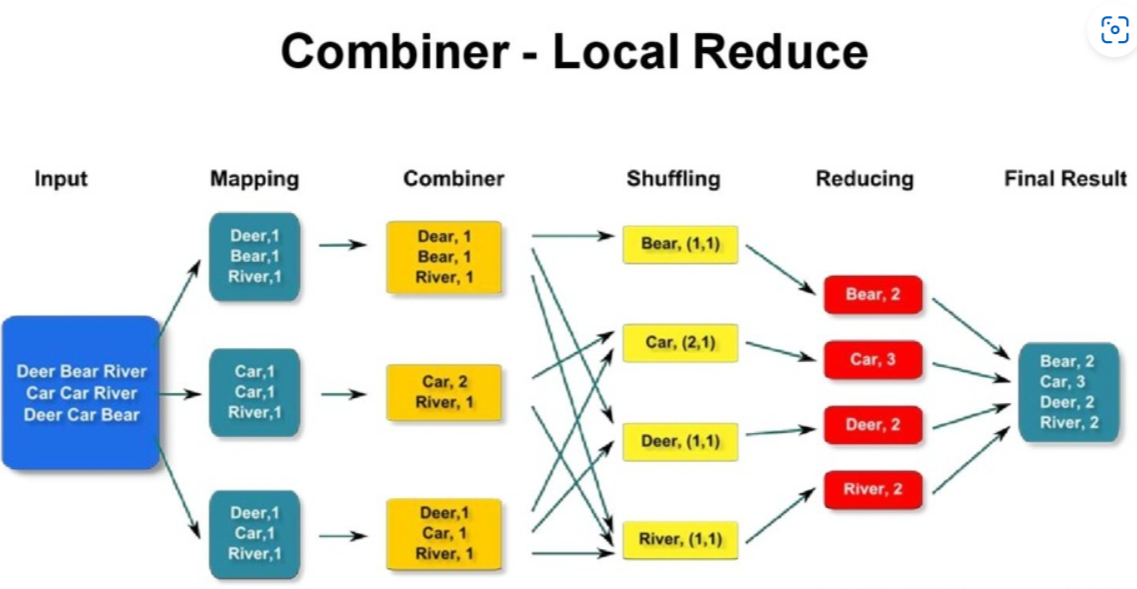 Combiner - Local Reduce
Input
Mapping
Combiner
Shuffling
Reducing
Final Result
Deer Bear River
Car Car River
Deer Car Bear
Deer,1
Bear,1
River,1
Car,1
Car,1
River,1
Deer,1
Car,1
River,1
Dear, 1
Bear, 1
River, 1
Car, 2
River, 1
Deer,1
Car, 1
River, 1
Bear, (1,1)
Car, (2,1)
Deer, (1,1)
River, (1,1)
Bear, 2
Car, 3
Deer, 2
River, 2
Bear, 2
Car, 3
Deer, 2
River, 2